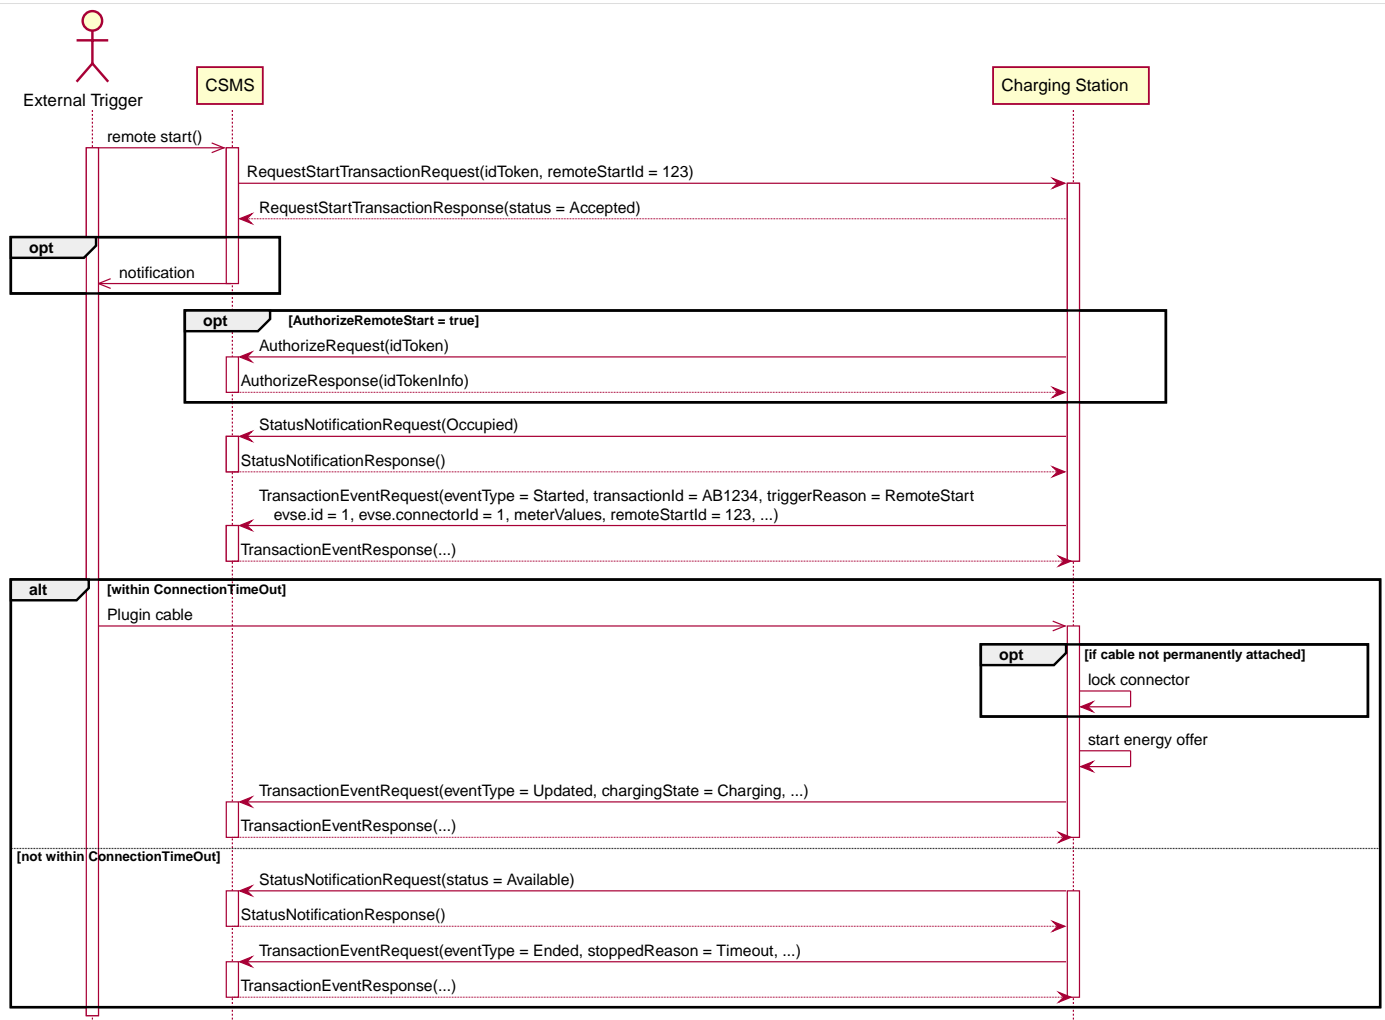 External Trigger
CSMS
Charging Station
remote start()
RequestStartTransactionRequest(idToken, remoteStartId = 123)
RequestStartTransactionResponse(status = Accepted)
opt
notification
opt
[AuthorizeRemoteStart = true]
AuthorizeRequest(idToken)
AuthorizeResponse(idTokenInfo)
StatusNotificationRequest(Occupied)
StatusNotificationResponse()
TransactionEventRequest(eventType = Started, transactionId = AB1234, triggerReason = RemoteStart
evse.id = 1, evse.connectorId = 1, meterValues, remoteStartId = 123, ...)
TransactionEventResponse(...)
alt
[within ConnectionTimeOut]
Plugin cable
opt
[if cable not permanently attached]
lock connector
start energy offer
TransactionEventRequest(eventType = Updated, chargingState = Charging, ...)
TransactionEventResponse(...)
[not within ConnectionTimeOut]
StatusNotificationRequest(status = Available)
StatusNotificationResponse()
TransactionEventRequest(eventType = Ended, stoppedReason = Timeout, ...)
TransactionEventResponse(...)